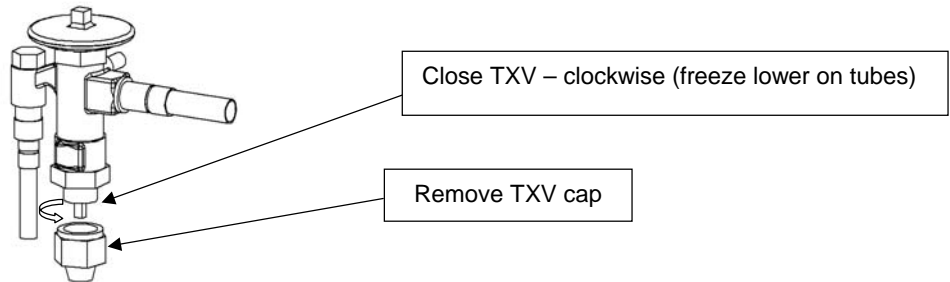 Close TXV – clockwise (freeze lower on tubes)
Remove TXV cap